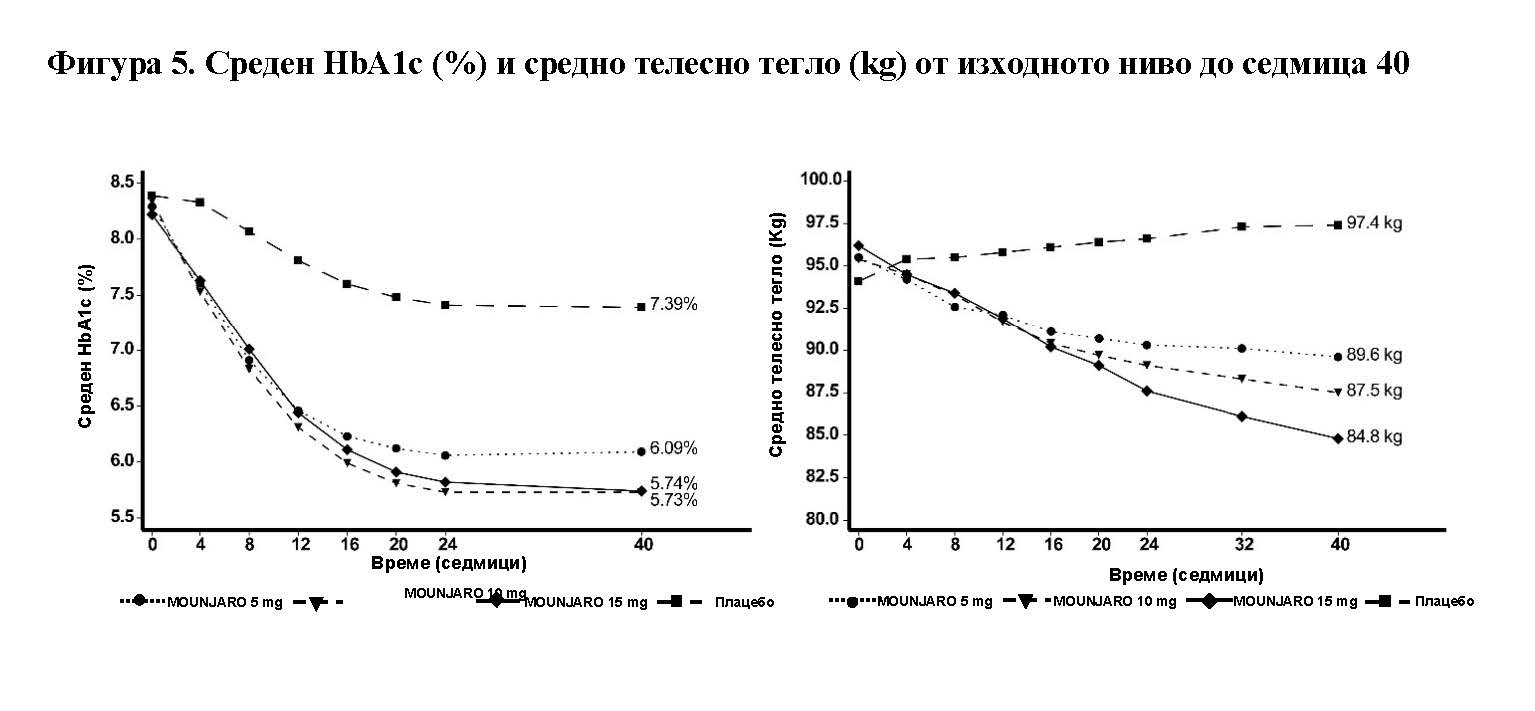 Фигура 5. Среден HbA1c (%) и средно телесно тегло (kg) от изходното ниво до седмица 40
Среден HbA1c (%)
8.5
8.0
7.5
7.0
6.5
6.0
5.5
7.39%
6.09%
5.74%
5.73%
0 4 8 12 16 20 24 40
Време (седмици)
MOUNJARO 5 mg MOUNJARO 10 mg MOUNJARO 15 mg Плацебо
Средно телесно тегло (Kg)
100.0
97.5
95.0
92.5
90.0
87.5
85.0
82.5
80.0
97.4 kg
89.6 kg
87.5 kg
84.8 kg
0 4 8 12 16 20 24 32 40
Време (седмици)
MOUNJARO 5 mg MOUNJARO 10 mg MOUNJARO 15 mg Плацебо